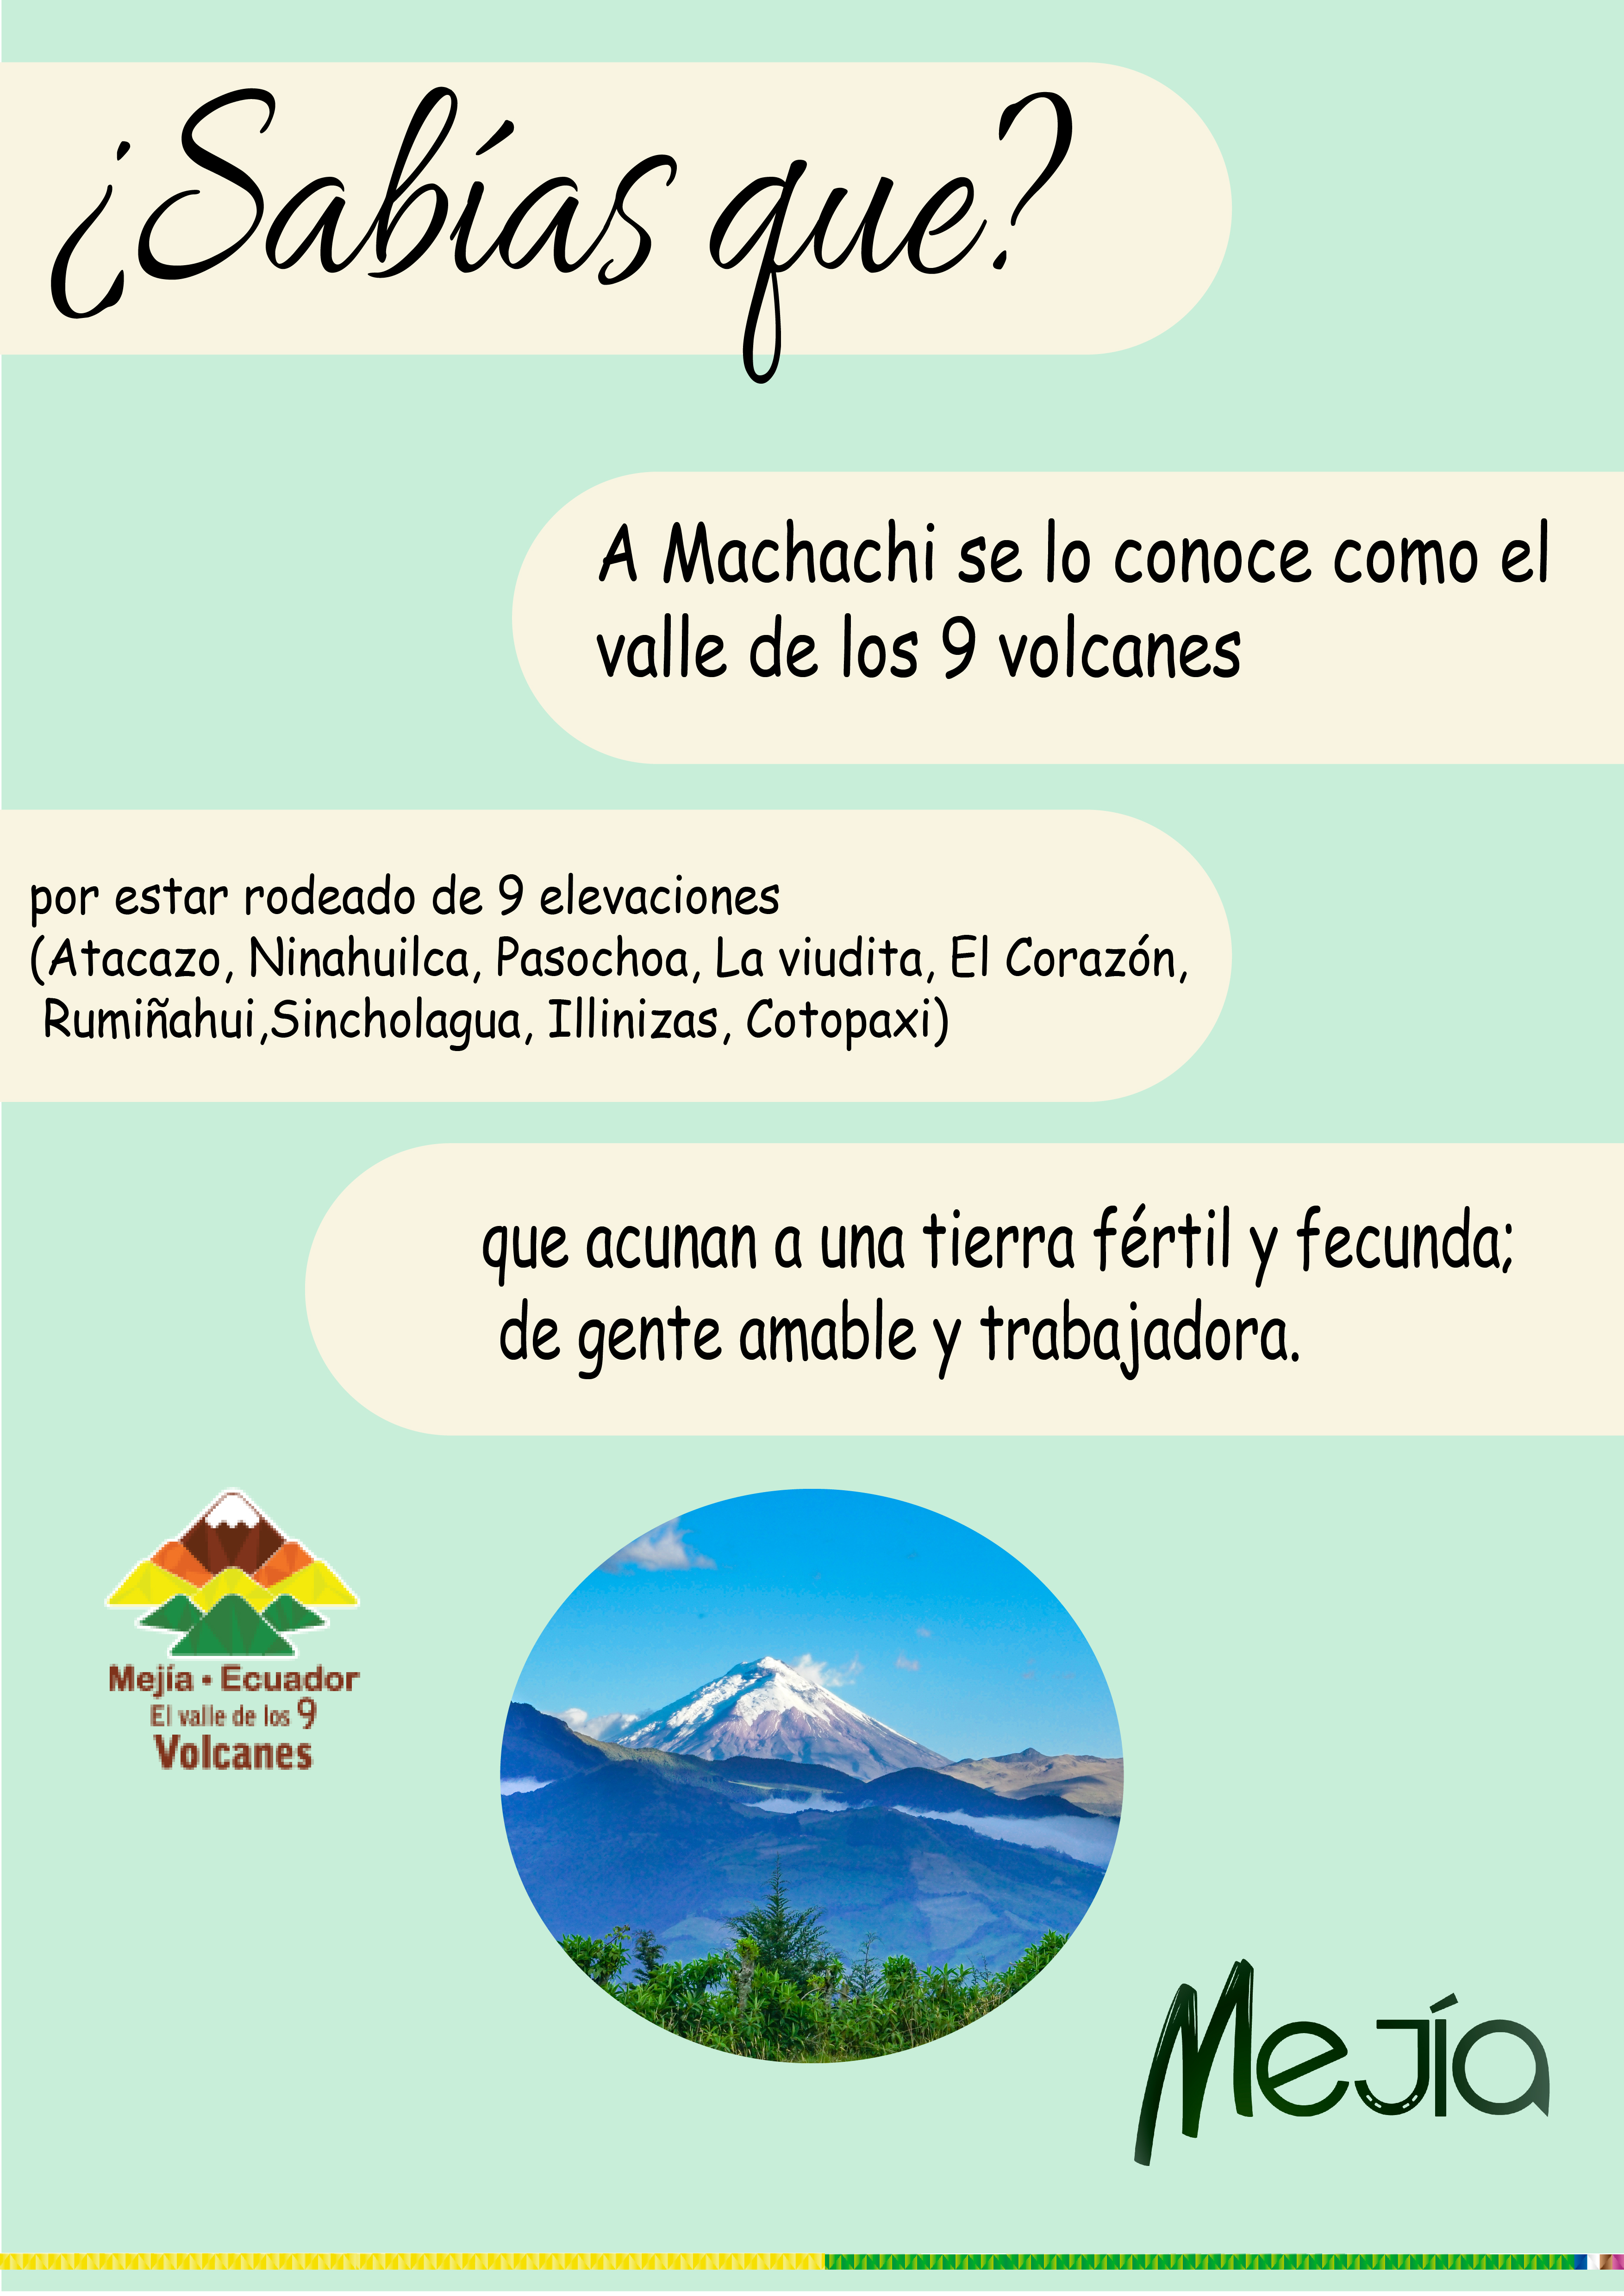 ¿Sabías que?
A Machachi se lo conoce como el
valle de los 9 volcanes
por estar rodeado de 9 elevaciones
(Atacazo, Ninahuilca, Pasochoa, La viudita, El Corazón,
Rumiñahui,Sincholagua, Illinizas, Cotopaxi)
que acunan a una tierra fértil y fecunda;
de gente amable y trabajadora.
Mejía • Ecuador
El valle de los 9
Volcanes
Mejía